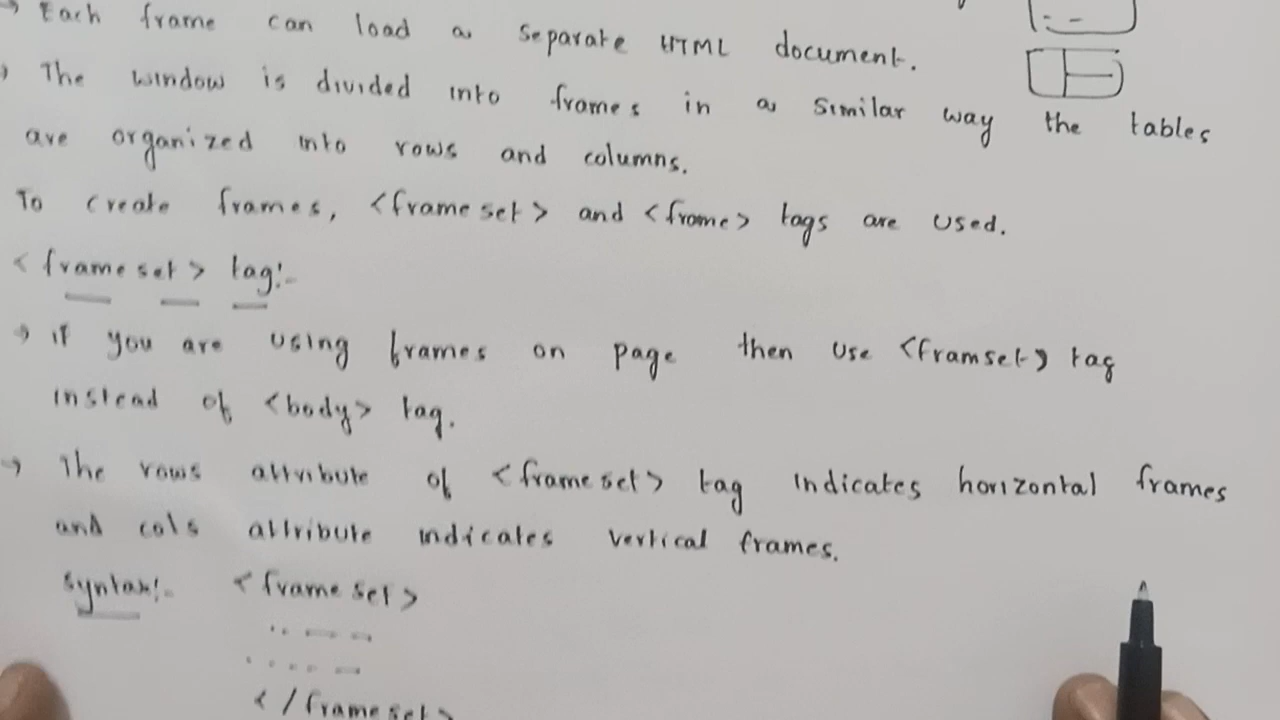 → Each frame can load a separate HTML document.
→ The window is divided into frames in a similar way the tables
are organized into rows and columns.
To create frames, <frameset> and <frame> tags are used.
<frameset> tag:-
→ if you are using frames on page then use <framset> tag
instead of <body> tag.
→ The rows attribute of <frameset> tag indicates horizontal frames
and cols attribute indicates vertical frames.
syntax:- <frameset>
</frameset>